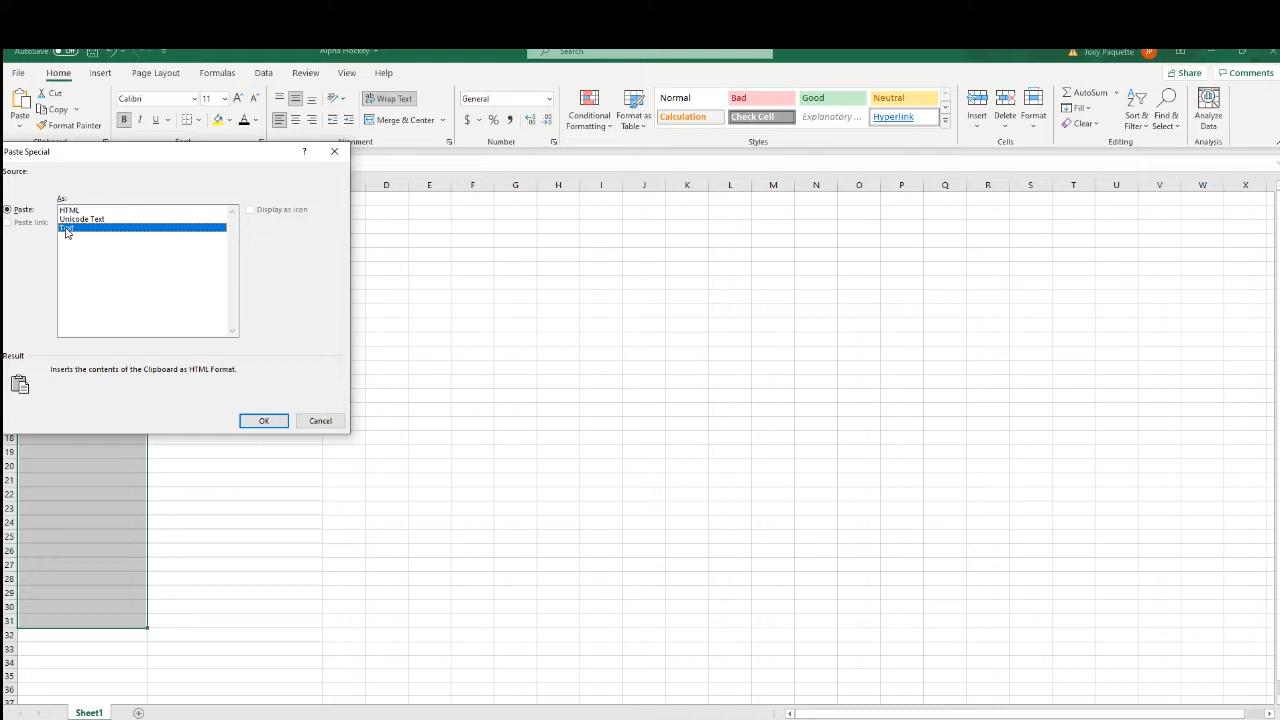 AutoSave Off Alpha Hockey Search Joey Paquette JP
File Home Insert Page Layout Formulas Data Review View Help Share Comments
Paste Cut Copy Format Painter
Calibri 11 A A
B I U A
Wrap Text
Merge & Center
General
$ % ,
Conditional Formatting Format as Table
Normal Bad Good Neutral
Calculation Check Cell Explanatory ... Hyperlink
Insert Delete Format
AutoSum
Fill
Clear
Sort & Filter Find & Select Analyze Data
Alignment Number Styles Cells Editing Analysis
Paste Special ? X
Source:
As:
Paste:
Paste link:
HTML
Unicode Text
Text
Display as icon
Result
Inserts the contents of the Clipboard as HTML Format.
OK Cancel
D E F G H I J K L M N O P Q R S T U V W X
18
19
20
21
22
23
24
25
26
27
28
29
30
31
32
33
34
35
36
37
Sheet1